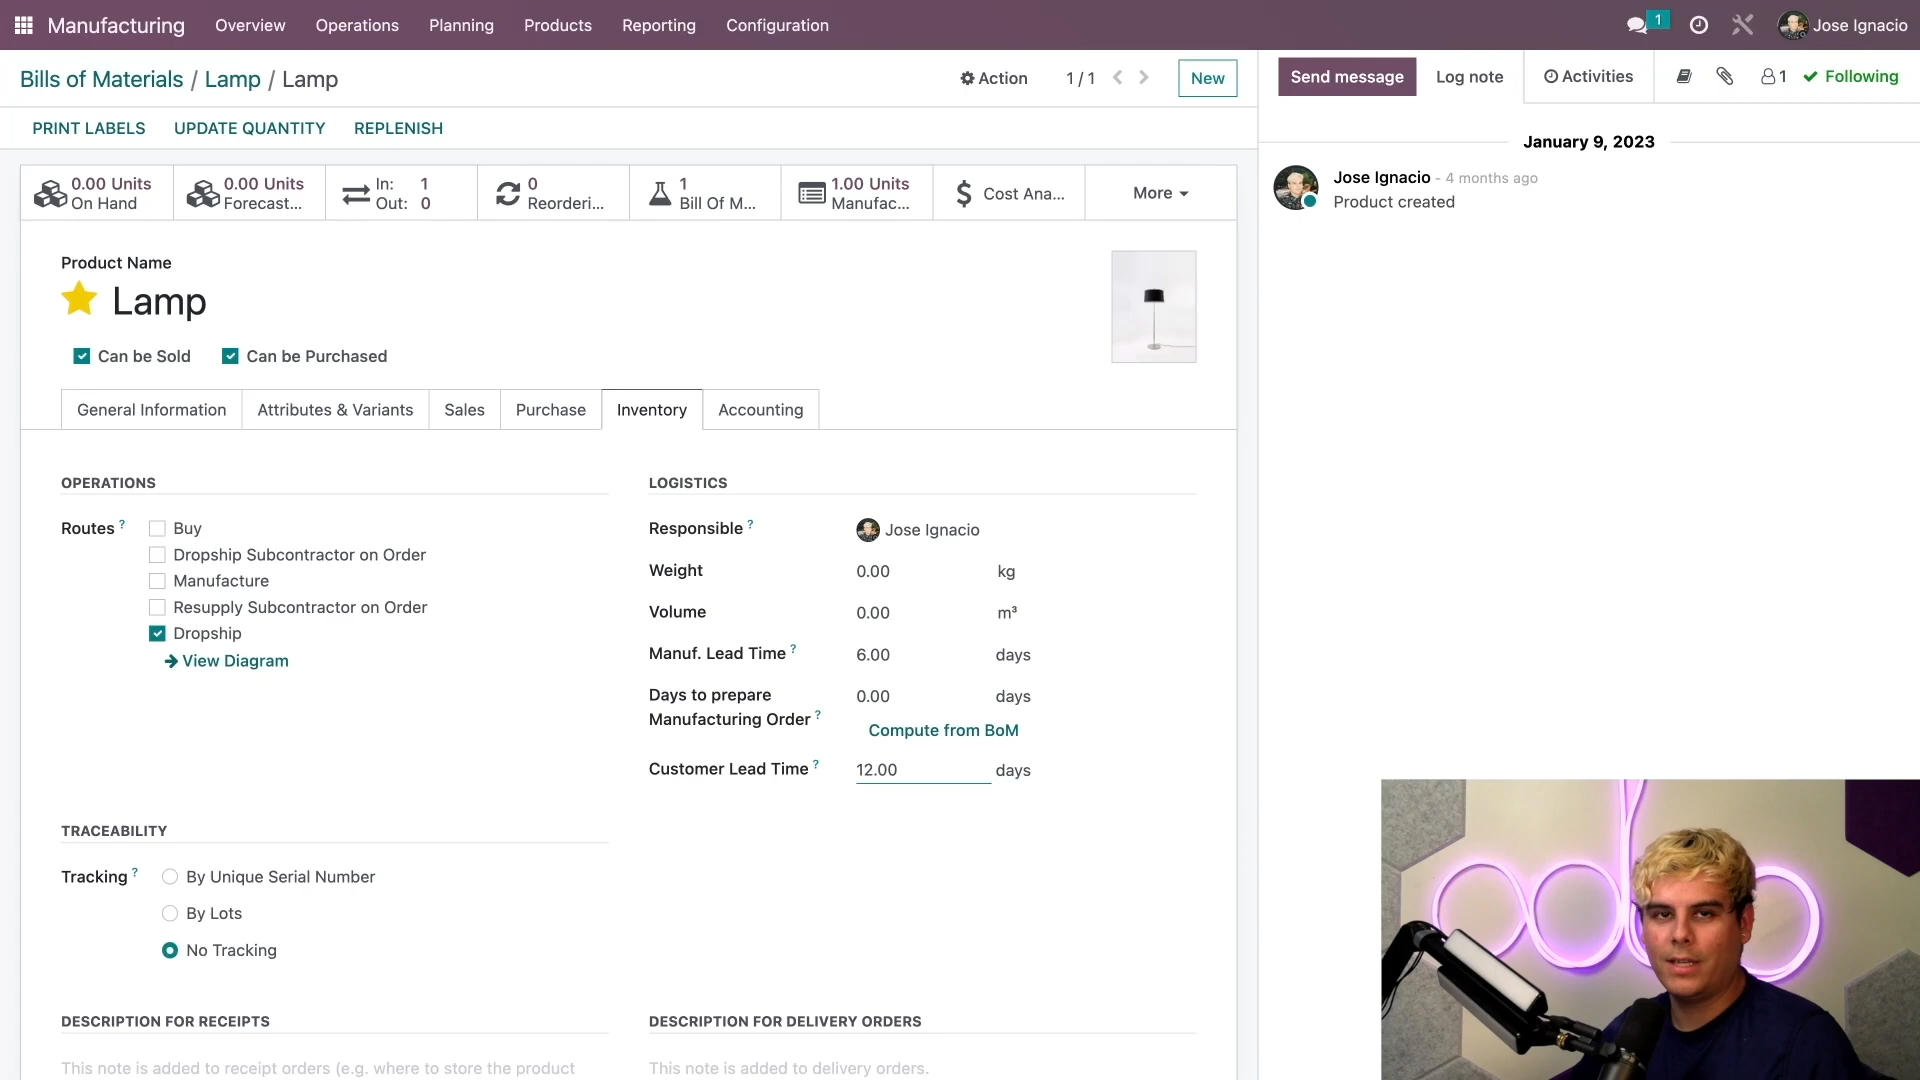 Manufacturing Overview Operations Planning Products Reporting Configuration 1 Jose Ignacio
Bills of Materials / Lamp / Lamp Action 1 / 1 New
Send message Log note Activities 1 Following
PRINT LABELS UPDATE QUANTITY REPLENISH
January 9, 2023
Jose Ignacio - 4 months ago
Product created
0.00 Units
On Hand
0.00 Units
Forecast...
In: 1
Out: 0
0
Reorderi...
1
Bill Of M...
1.00 Units
Manufac...
Cost Ana...
More
Product Name
Lamp
Can be Sold Can be Purchased
General Information Attributes & Variants Sales Purchase Inventory Accounting
OPERATIONS
Routes ?
Buy
Dropship Subcontractor on Order
Manufacture
Resupply Subcontractor on Order
Dropship
View Diagram
LOGISTICS
Responsible ? Jose Ignacio
Weight 0.00 kg
Volume 0.00 m³
Manuf. Lead Time ? 6.00 days
Days to prepare
Manufacturing Order ? 0.00 days
Compute from BoM
Customer Lead Time ? 12.00 days
TRACEABILITY
Tracking ?
By Unique Serial Number
By Lots
No Tracking
DESCRIPTION FOR RECEIPTS
This note is added to receipt orders (e.g. where to store the product
DESCRIPTION FOR DELIVERY ORDERS
This note is added to delivery orders.
odoo